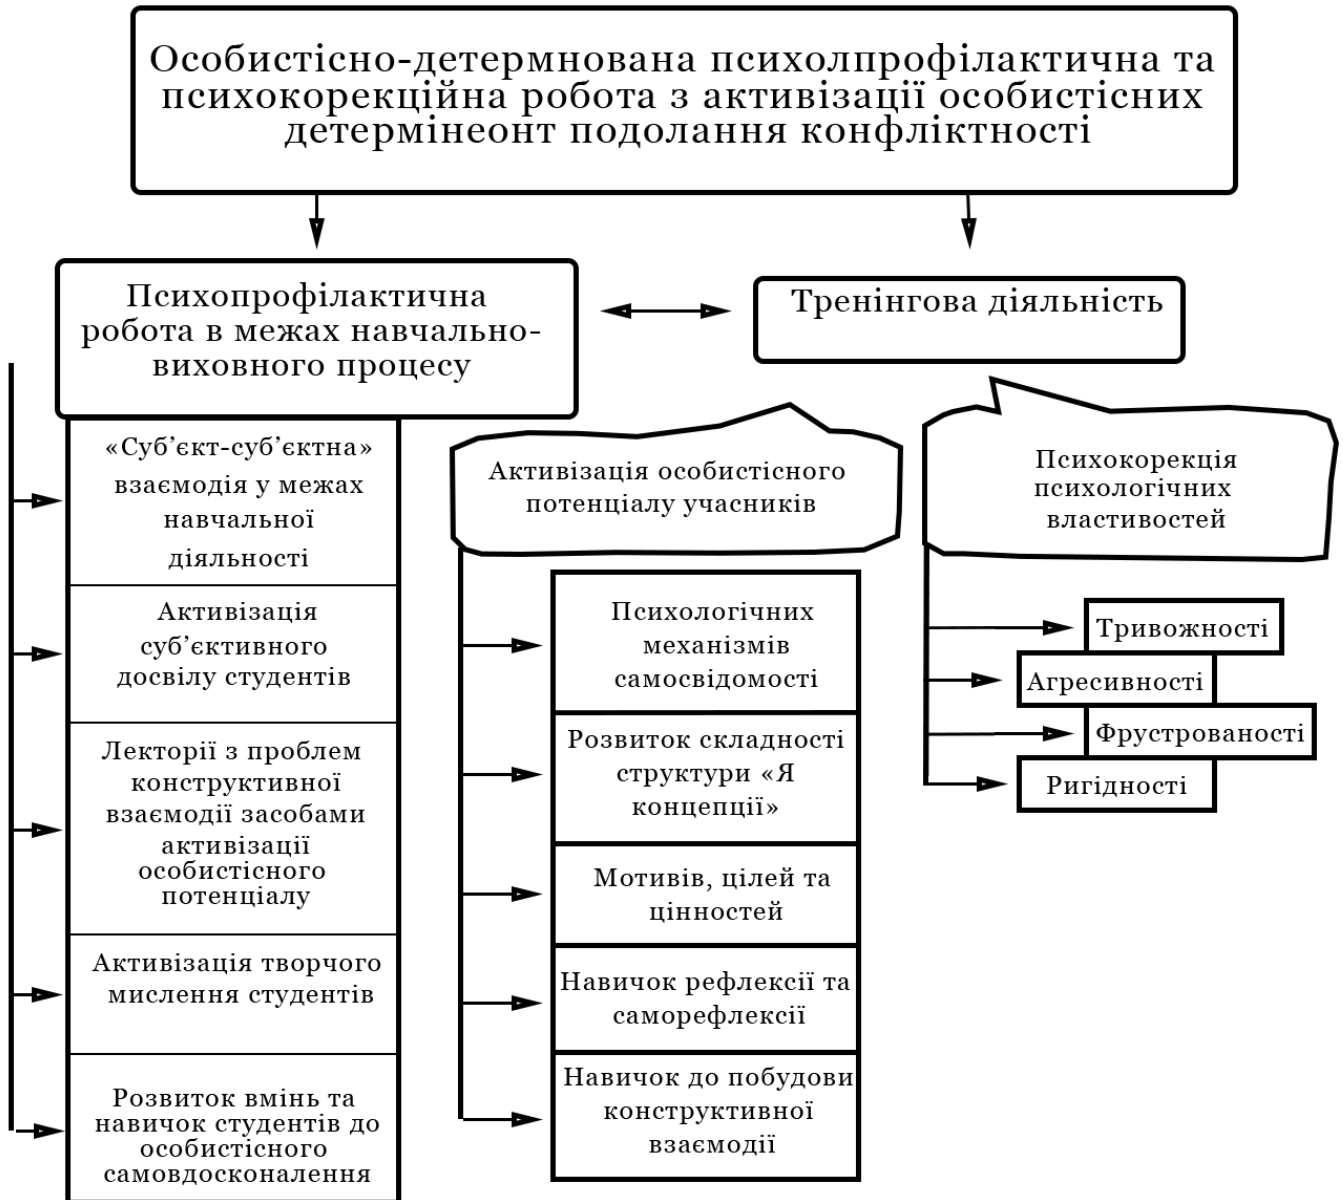 Особистісно-детермнована психолпрофілактична та
психокорекційна робота з активізації особистісних
детермінеонт подолання конфліктності
Психопрофілактична
робота в межах навчально-
виховного процесу
Тренінгова діяльність
«Суб’єкт-суб’єктна»
взаємодія у межах
навчальної
діяльності
Активізація
суб’єктивного
досвілу студентів
Лекторії з проблем
конструктивної
взаємодії засобами
активізації
особистісного
потенціалу
Активізація творчого
мислення студентів
Розвиток вмінь та
навичок студентів до
особистісного
самовдосконалення
Активізація особистісного
потенціалу учасників
Психологічних
механізмів
самосвідомості
Розвиток складності
структури «Я
концепції»
Мотивів, цілей та
цінностей
Навичок рефлексії та
саморефлексії
Навичок до побудови
конструктивної
взаємодії
Психокорекція
психологічних
властивостей
Тривожності
Агресивності
Фрустрованості
Ригідності